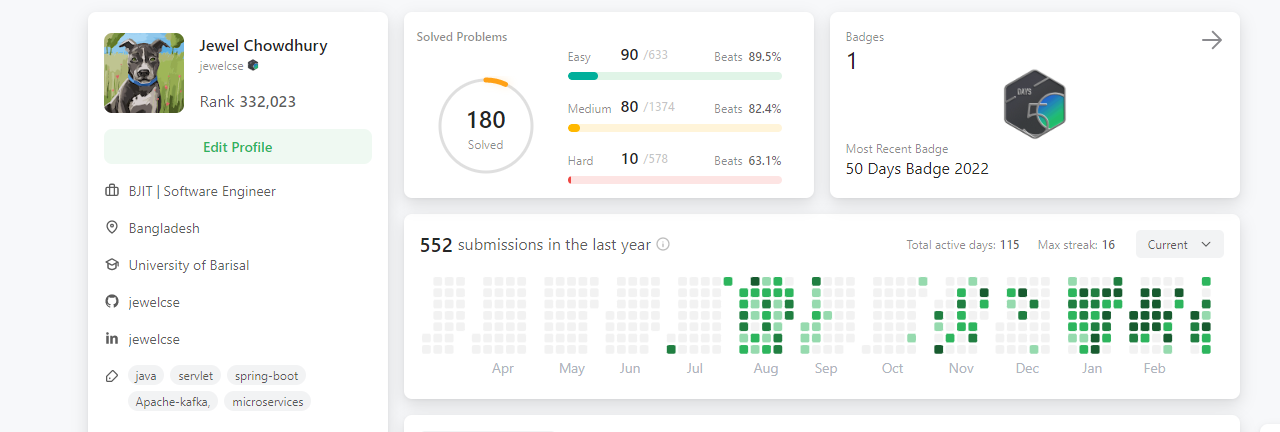 Jewel Chowdhury
jewelcse
Rank 332,023
Edit Profile
BJIT | Software Engineer
Bangladesh
University of Barisal
jewelcse
jewelcse
java servlet spring-boot
Apache-kafka, microservices
Solved Problems
180
Solved
Easy 90 /633 Beats 89.5%
Medium 80 /1374 Beats 82.4%
Hard 10 /578 Beats 63.1%
Badges
1
DAYS
5
Most Recent Badge
50 Days Badge 2022
552 submissions in the last year
Total active days: 115 Max streak: 16 Current
Apr May Jun Jul Aug Sep Oct Nov Dec Jan Feb